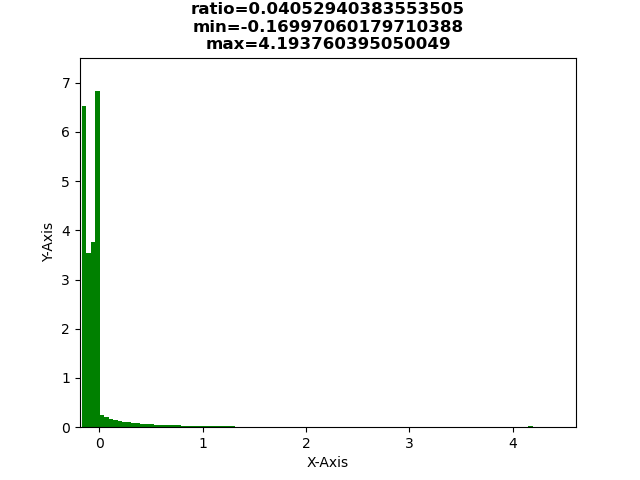 ratio=0.04052940383553505
min=-0.16997060179710388
max=4.193760395050049
7
6
5
4
3
2
1
0
Y-Axis
0 1 2 3 4
X-Axis